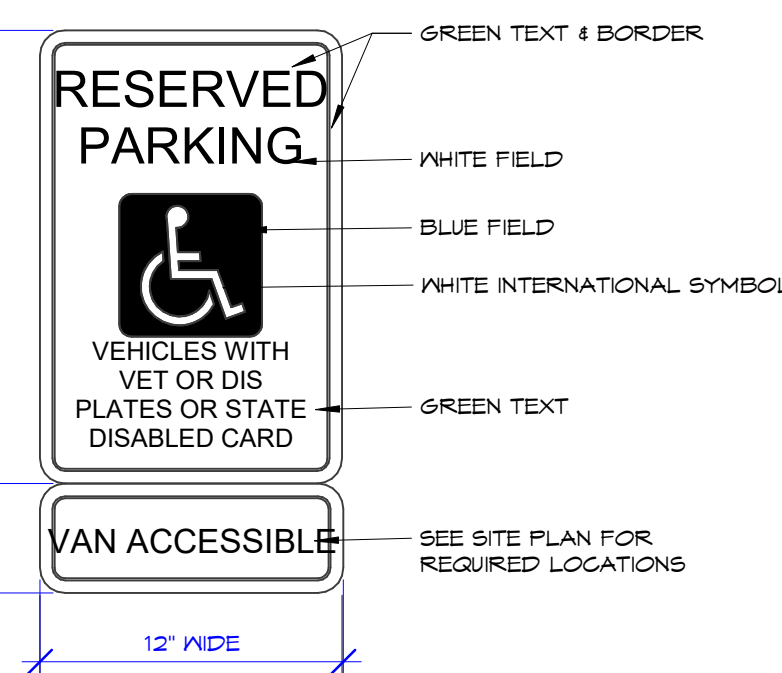 RESERVED
PARKING
VEHICLES WITH
VET OR DIS
PLATES OR STATE
DISABLED CARD
VAN ACCESSIBLE
GREEN TEXT & BORDER
WHITE FIELD
BLUE FIELD
WHITE INTERNATIONAL SYMBOL
GREEN TEXT
SEE SITE PLAN FOR
REQUIRED LOCATIONS
12" WIDE